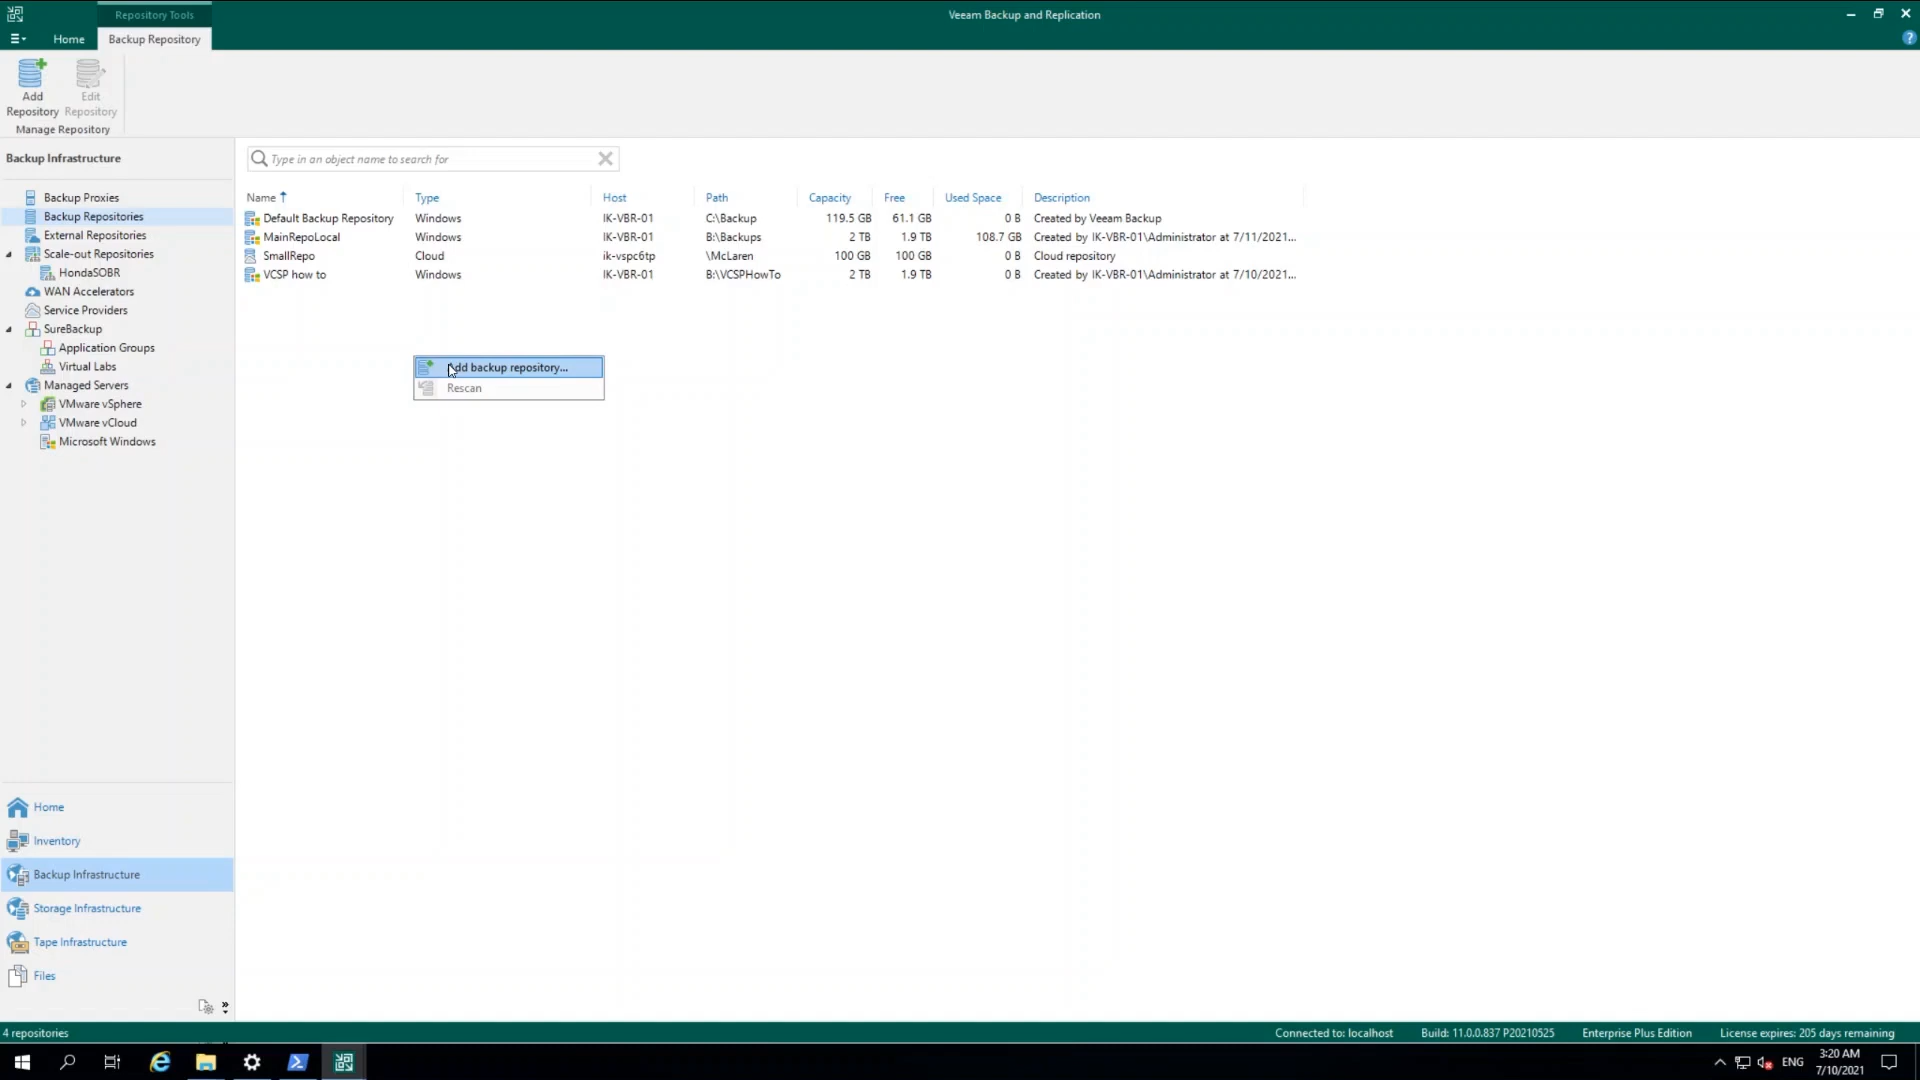 Repository Tools
Veeam Backup and Replication
Home
Backup Repository
Add Repository
Edit Repository
Manage Repository
Backup Infrastructure
Type in an object name to search for
Backup Proxies
Backup Repositories
External Repositories
Scale-out Repositories
HondaSOBR
WAN Accelerators
Service Providers
SureBackup
Application Groups
Virtual Labs
Managed Servers
VMware vSphere
VMware vCloud
Microsoft Windows
Name Type Host Path Capacity Free Used Space Description
Default Backup Repository Windows IK-VBR-01 C:\Backup 119.5 GB 61.1 GB 0 B Created by Veeam Backup
MainRepoLocal Windows IK-VBR-01 B:\Backups 2 TB 1.9 TB 108.7 GB Created by IK-VBR-01\Administrator at 7/11/2021...
SmallRepo Cloud ik-vspc6tp \McLaren 100 GB 100 GB 0 B Cloud repository
VCSP how to Windows IK-VBR-01 B:\VCSPHowTo 2 TB 1.9 TB 0 B Created by IK-VBR-01\Administrator at 7/10/2021...
Add backup repository...
Rescan
Home
Inventory
Backup Infrastructure
Storage Infrastructure
Tape Infrastructure
Files
4 repositories
Connected to: localhost
Build: 11.0.0.837 P20210525
Enterprise Plus Edition
License expires: 205 days remaining
ENG
3:20 AM
7/10/2021